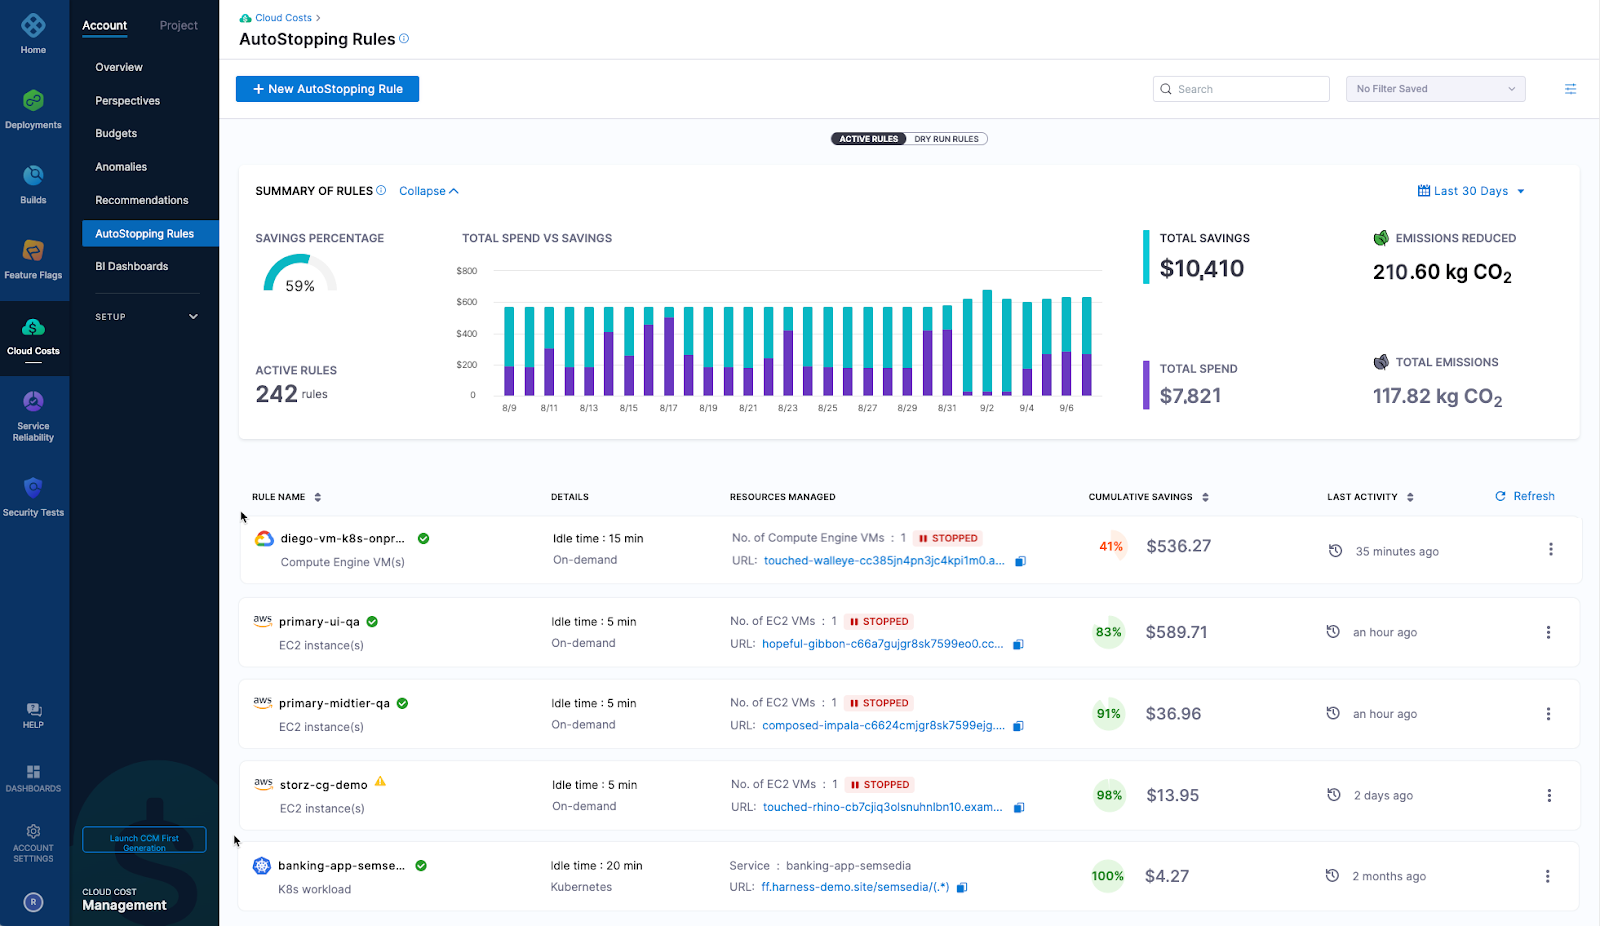 Home
Deployments
Builds
Feature Flags
Cloud Costs
Service
Reliability
Security Tests
HELP
DASHBOARDS
ACCOUNT
SETTINGS
R
Account Project
Overview
Perspectives
Budgets
Anomalies
Recommendations
AutoStopping Rules
BI Dashboards
SETUP
Launch CCM First
Generation
CLOUD COST
Management
Cloud Costs >
AutoStopping Rules
+ New AutoStopping Rule
Search
No Filter Saved
ACTIVE RULES DRY RUN RULES
SUMMARY OF RULES Collapse
Last 30 Days
SAVINGS PERCENTAGE
59%
ACTIVE RULES
242 rules
TOTAL SPEND VS SAVINGS
$800
$600
$400
$200
0
8/9 8/11 8/13 8/15 8/17 8/19 8/21 8/23 8/25 8/27 8/29 8/31 9/2 9/4 9/6
TOTAL SAVINGS
$10,410
EMISSIONS REDUCED
210.60 kg CO2
TOTAL SPEND
$7,821
TOTAL EMISSIONS
117.82 kg CO2
RULE NAME DETAILS RESOURCES MANAGED CUMULATIVE SAVINGS LAST ACTIVITY Refresh
diego-vm-k8s-onpr... Idle time : 15 min No. of Compute Engine VMs : 1 STOPPED 41% $536.27 35 minutes ago
Compute Engine VM(s) On-demand URL: touched-walleye-cc385jn4pn3jc4kpi1m0.a...
aws primary-ui-qa Idle time : 5 min No. of EC2 VMs : 1 STOPPED 83% $589.71 an hour ago
EC2 instance(s) On-demand URL: hopeful-gibbon-c66a7gujgr8sk7599eo0.cc...
aws primary-midtier-qa Idle time : 5 min No. of EC2 VMs : 1 STOPPED 91% $36.96 an hour ago
EC2 instance(s) On-demand URL: composed-impala-c6624cmjgr8sk7599ejg....
aws storz-cg-demo Idle time : 5 min No. of EC2 VMs : 1 STOPPED 98% $13.95 2 days ago
EC2 instance(s) On-demand URL: touched-rhino-cb7cjiq3olsnuhnlbn10.exam...
banking-app-semse... Idle time : 20 min Service : banking-app-semsedia 100% $4.27 2 months ago
K8s workload Kubernetes URL: ff.harness-demo.site/semsedia/(.*)